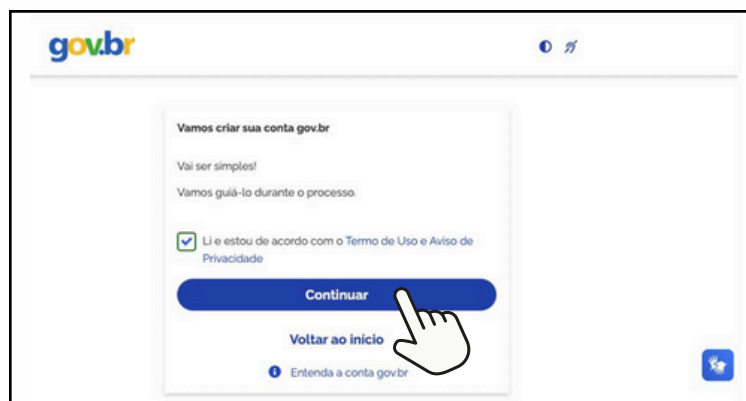 gov.br
Vamos criar sua conta gov.br
Vai ser simples!
Vamos guiá-lo durante o processo.
Li e estou de acordo com o Termo de Uso e Aviso de
Privacidade
Continuar
Voltar ao início
Entenda a conta gov.br